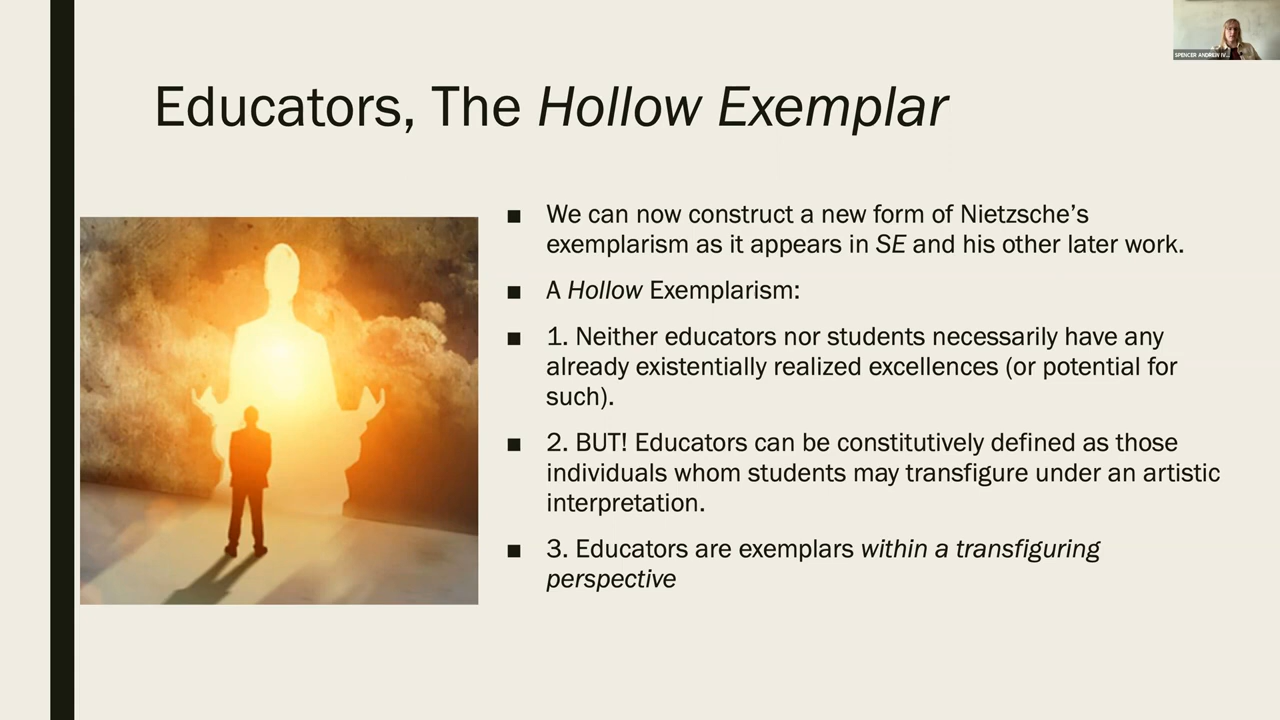 SPENCER ANDREW IV...
Educators, The Hollow Exemplar
■ We can now construct a new form of Nietzsche’s
exemplarism as it appears in SE and his other later work.
■ A Hollow Exemplarism:
■ 1. Neither educators nor students necessarily have any
already existentially realized excellences (or potential for
such).
■ 2. BUT! Educators can be constitutively defined as those
individuals whom students may transfigure under an artistic
interpretation.
■ 3. Educators are exemplars within a transfiguring
perspective